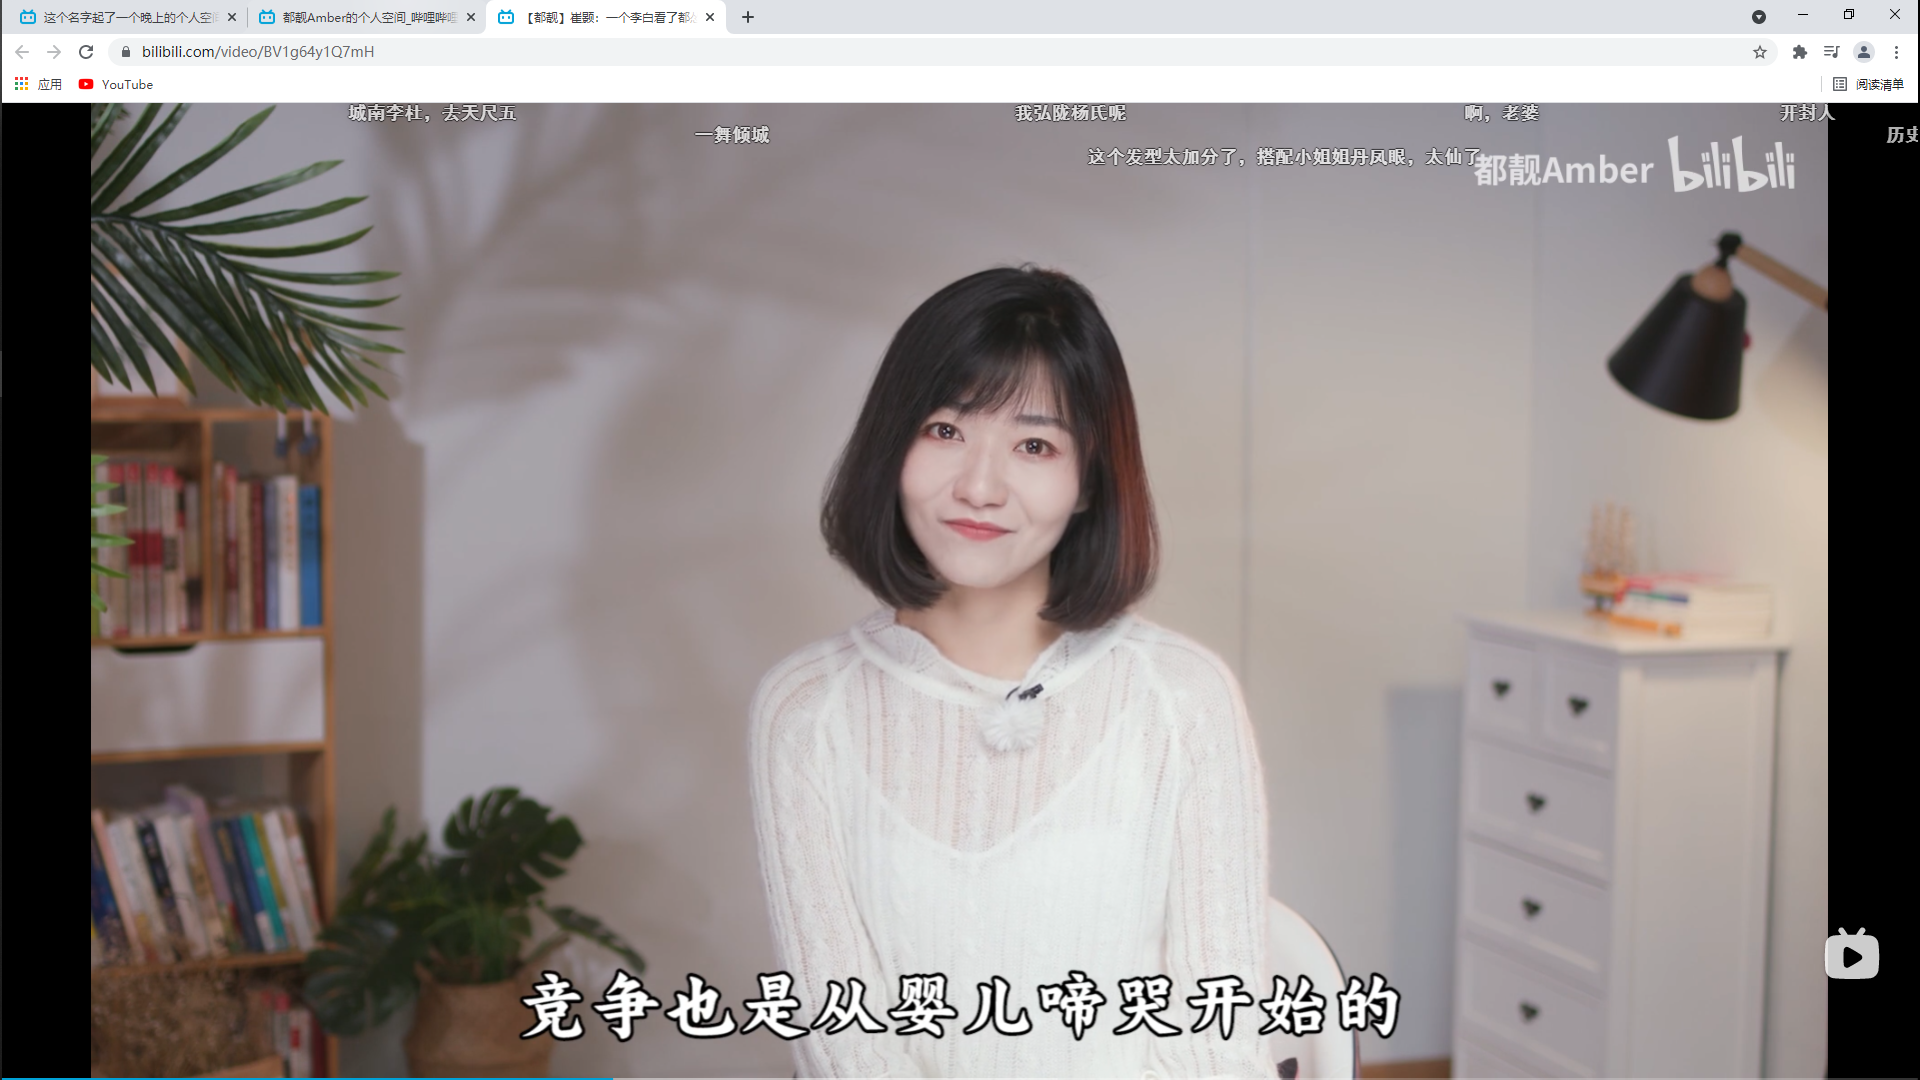 这个名字起了一个晚上的个人空间
都靓Amber的个人空间_哔哩哔哩
【都靓】崔颢：一个李白看了都
bilibili.com/video/BV1g64y1Q7mH
应用
YouTube
阅读清单
城南李杜，去天尺五
我弘陇杨氏呢
啊，老婆
开封人
一舞倾城
历史
这个发型太加分了，搭配小姐姐丹凤眼，太仙了
都靓Amber bilibili
竞争也是从婴儿啼哭开始的